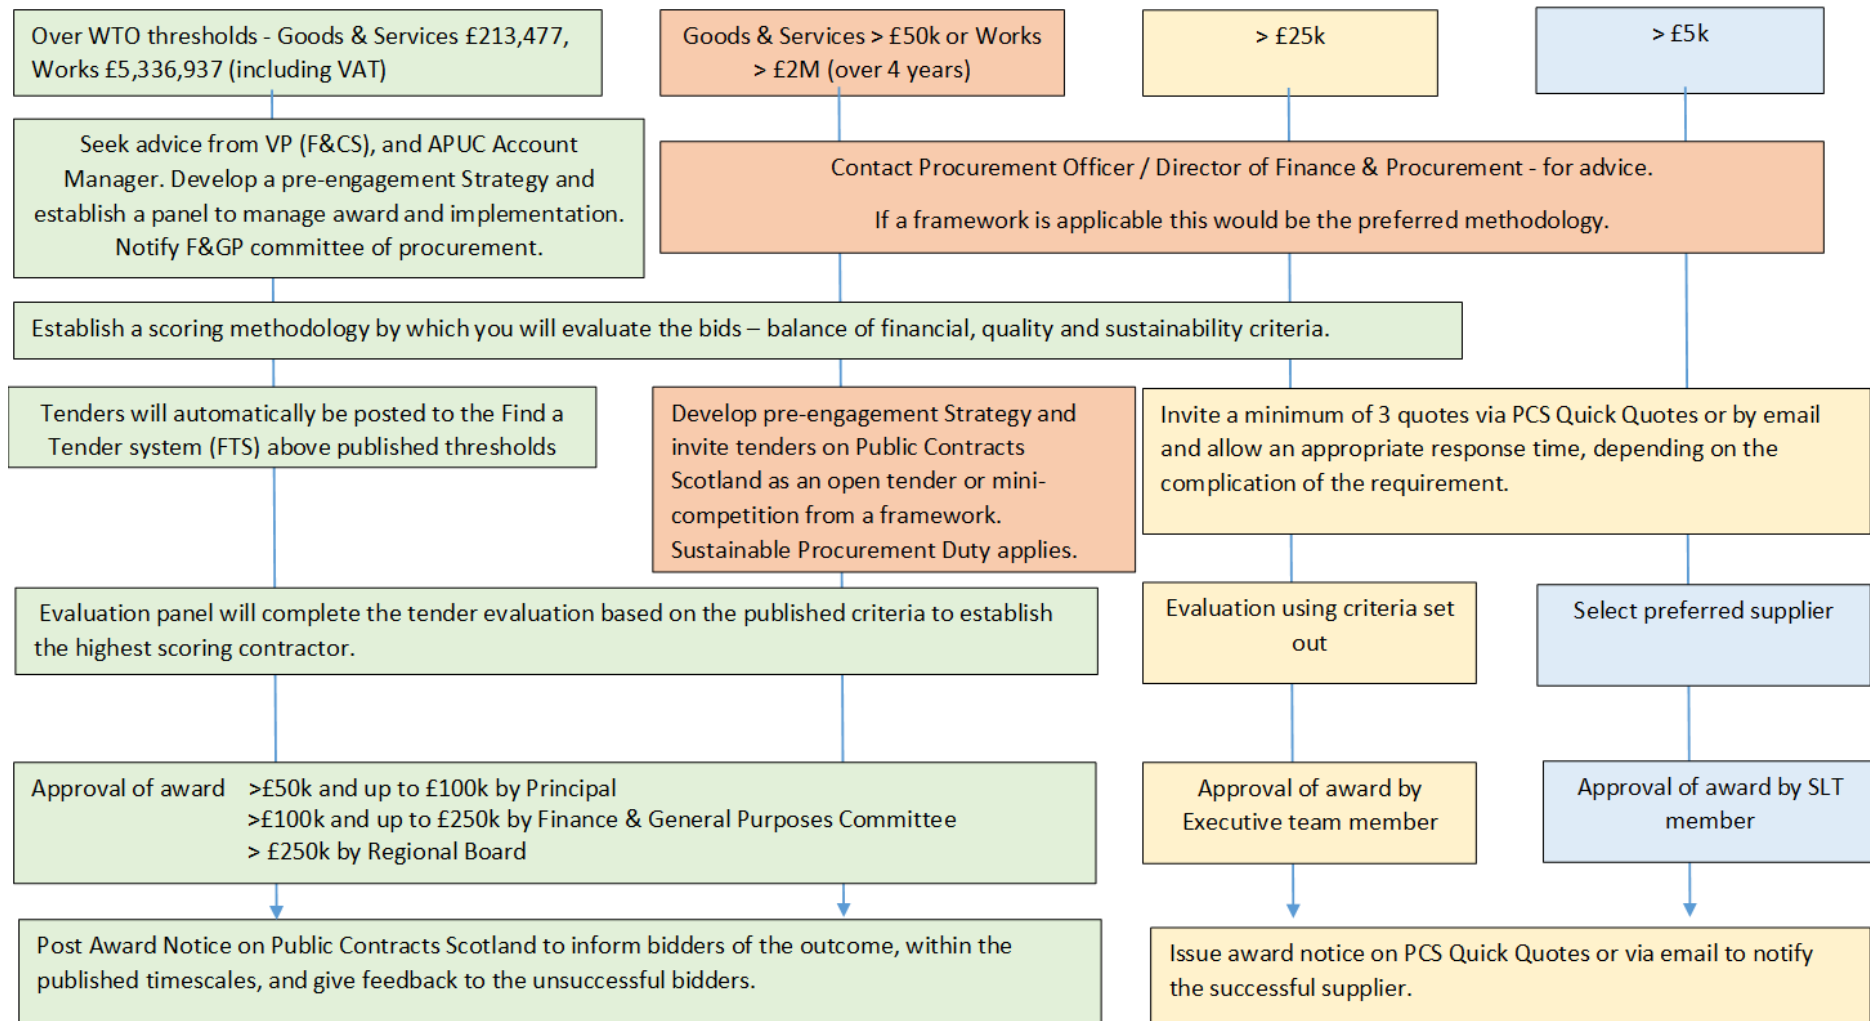 Over WTO thresholds - Goods & Services £213,477,
Works £5,336,937 (including VAT)
Goods & Services > £50k or Works
> £2M (over 4 years)
> £25k
> £5k
Seek advice from VP (F&CS), and APUC Account
Manager. Develop a pre-engagement Strategy and
establish a panel to manage award and implementation.
Notify F&GP committee of procurement.
Contact Procurement Officer / Director of Finance & Procurement - for advice.
If a framework is applicable this would be the preferred methodology.
Establish a scoring methodology by which you will evaluate the bids – balance of financial, quality and sustainability criteria.
Tenders will automatically be posted to the Find a
Tender system (FTS) above published thresholds
Develop pre-engagement Strategy and
invite tenders on Public Contracts
Scotland as an open tender or mini-
competition from a framework.
Sustainable Procurement Duty applies.
Invite a minimum of 3 quotes via PCS Quick Quotes or by email
and allow an appropriate response time, depending on the
complication of the requirement.
Evaluation panel will complete the tender evaluation based on the published criteria to establish
the highest scoring contractor.
Evaluation using criteria set
out
Select preferred supplier
Approval of award >£50k and up to £100k by Principal
>£100k and up to £250k by Finance & General Purposes Committee
> £250k by Regional Board
Approval of award by
Executive team member
Approval of award by SLT
member
Post Award Notice on Public Contracts Scotland to inform bidders of the outcome, within the
published timescales, and give feedback to the unsuccessful bidders.
Issue award notice on PCS Quick Quotes or via email to notify
the successful supplier.